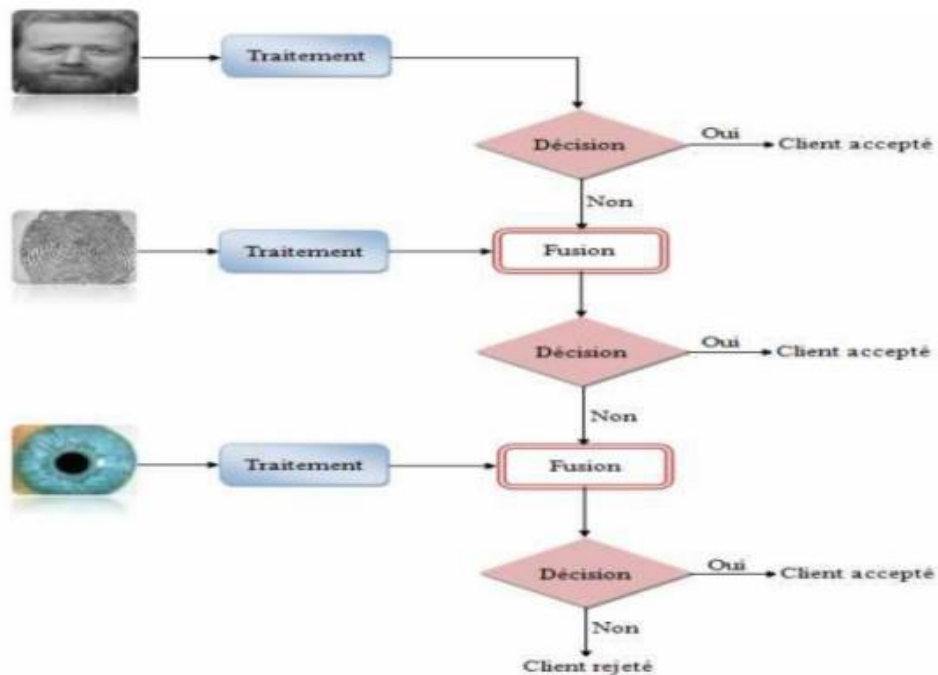 Traitement
Décision
Oui
Client accepté
Non
Traitement
Fusion
Décision
Oui
Client accepté
Non
Traitement
Fusion
Décision
Oui
Client accepté
Non
Client rejeté